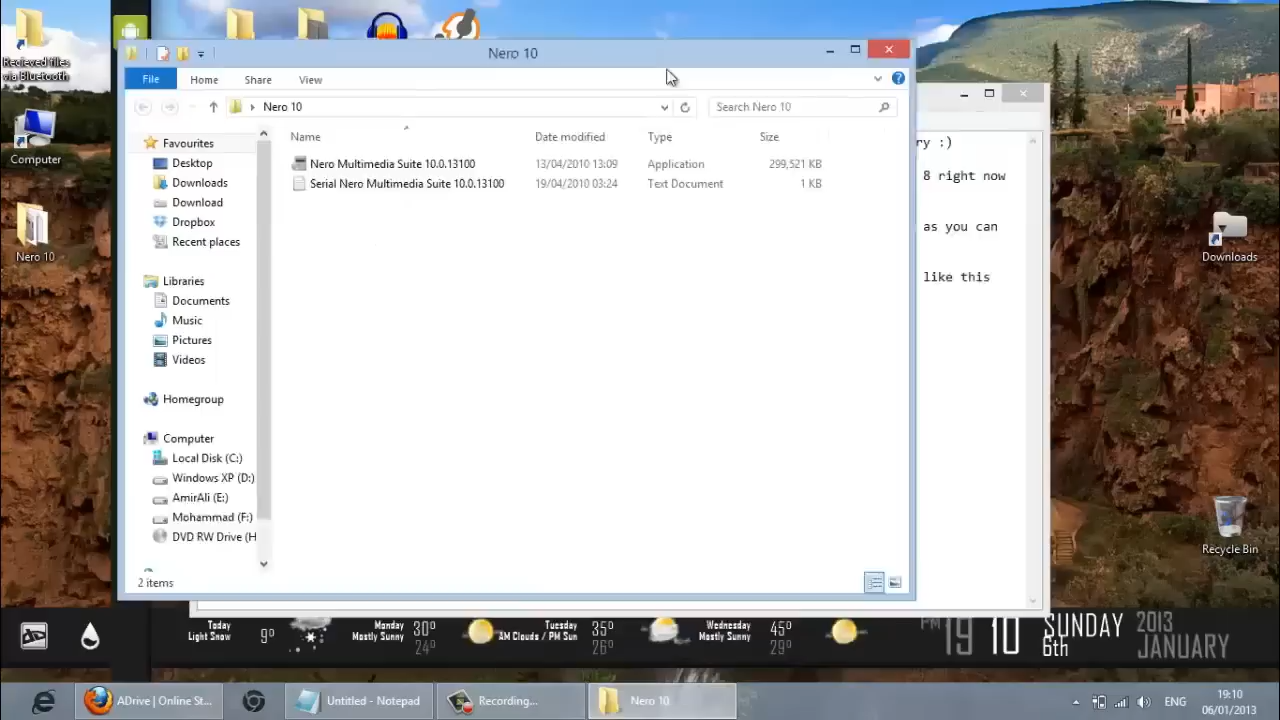 Recieved files
via Bluetooth
Computer
Nero 10
Nero 10
File
Home
Share
View
Nero 10
Search Nero 10
Favourites
Desktop
Downloads
Download
Dropbox
Recent places
Libraries
Documents
Music
Pictures
Videos
Homegroup
Computer
Local Disk (C:)
Windows XP (D:)
AmirAli (E:)
Mohammad (F:)
DVD RW Drive (H
Name
Date modified
Type
Size
Nero Multimedia Suite 10.0.13100 13/04/2010 13:09 Application 299,521 KB
Serial Nero Multimedia Suite 10.0.13100 19/04/2010 03:24 Text Document 1 KB
2 items
ry :)
8 right now
as you can
like this
Downloads
Recycle Bin
Today
Light Snow
9°
Monday
Mostly Sunny
30°
24°
Tuesday
AM Clouds / PM Sun
35°
26°
Wednesday
Mostly Sunny
45°
29°
PM
19 10
SUNDAY
6th
2013
JANUARY
ADrive | Online St...
Untitled - Notepad
Recording...
Nero 10
ENG
19:10
06/01/2013